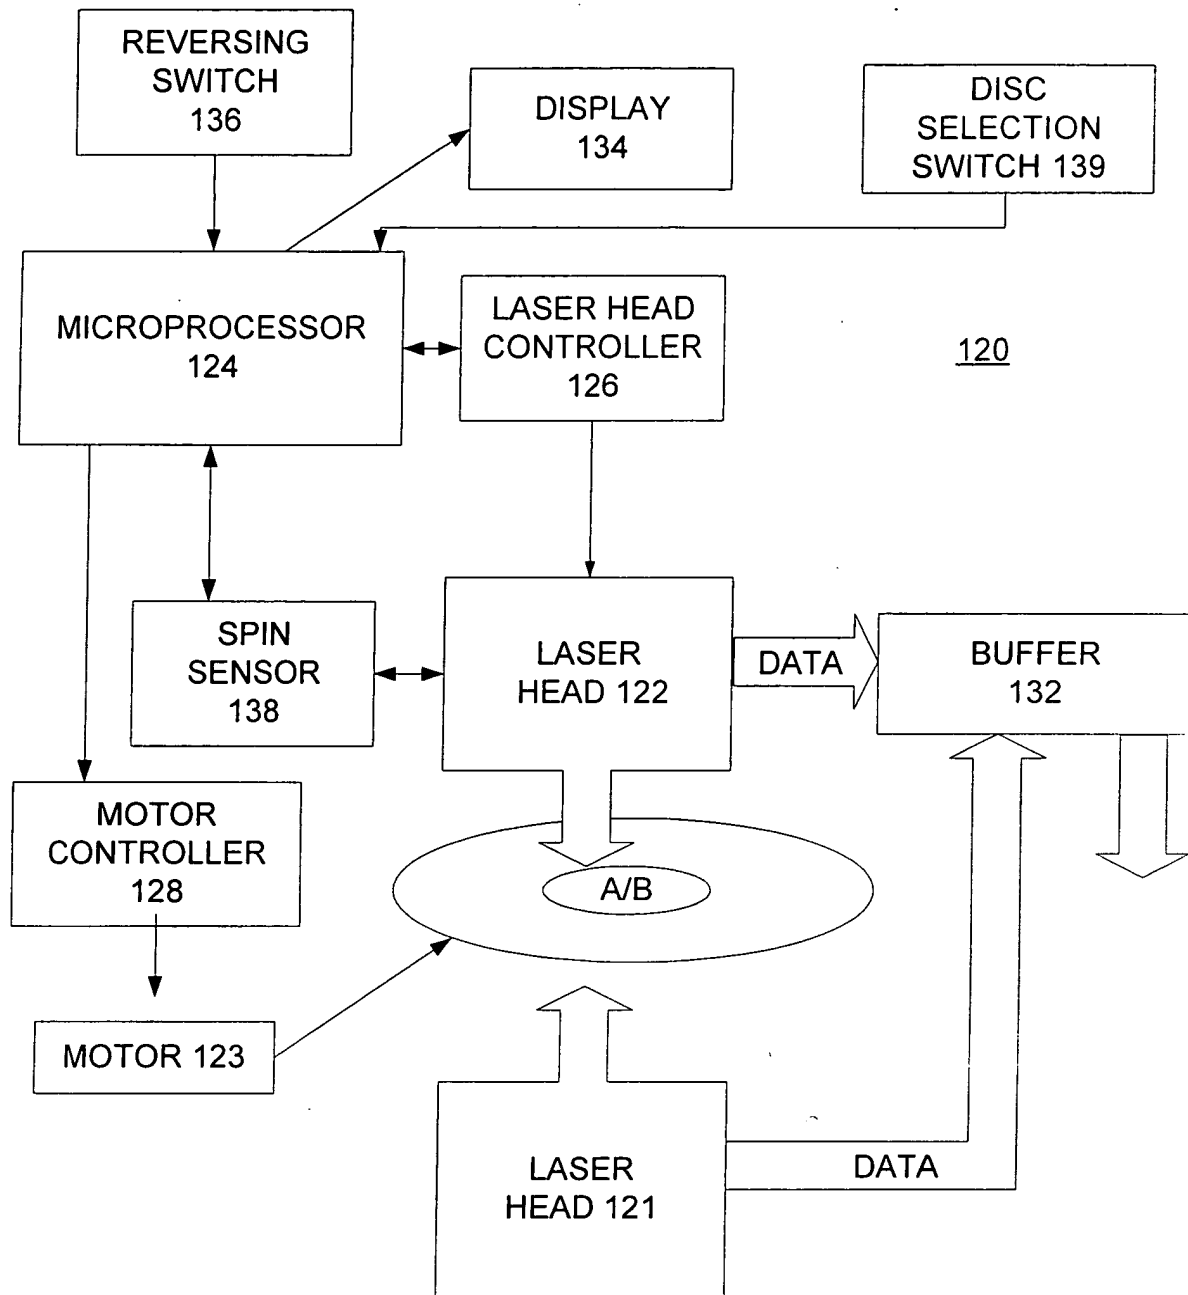 REVERSING
SWITCH
136
DISPLAY
134
DISC
SELECTION
SWITCH 139
MICROPROCESSOR
124
LASER HEAD
CONTROLLER
126
120
SPIN
SENSOR
138
LASER
HEAD 122
DATA
BUFFER
132
MOTOR
CONTROLLER
128
A/B
MOTOR 123
LASER
HEAD 121
DATA